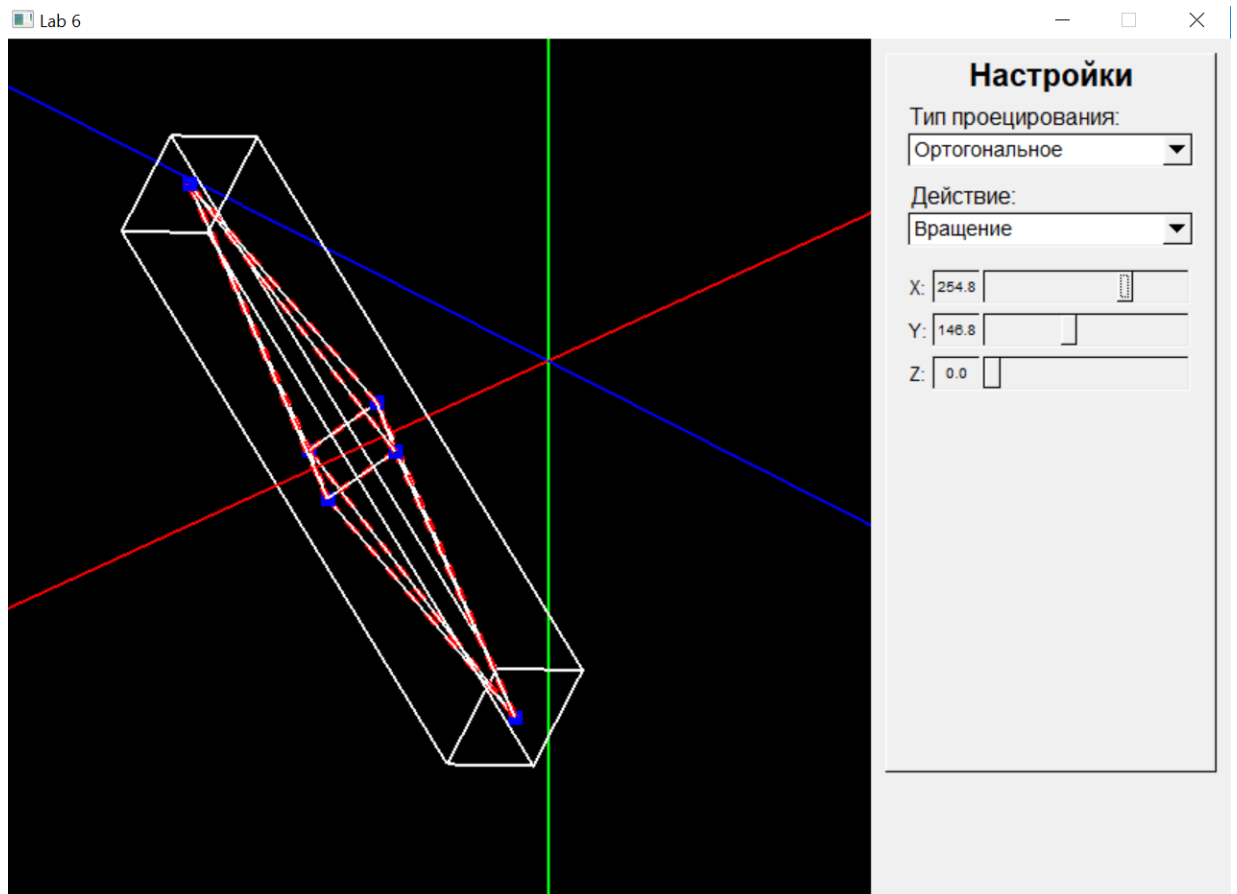 Lab 6
Настройки
Тип проецирования:
Ортогональное
Действие:
Вращение
X: 254.8
Y: 146.8
Z: 0.0